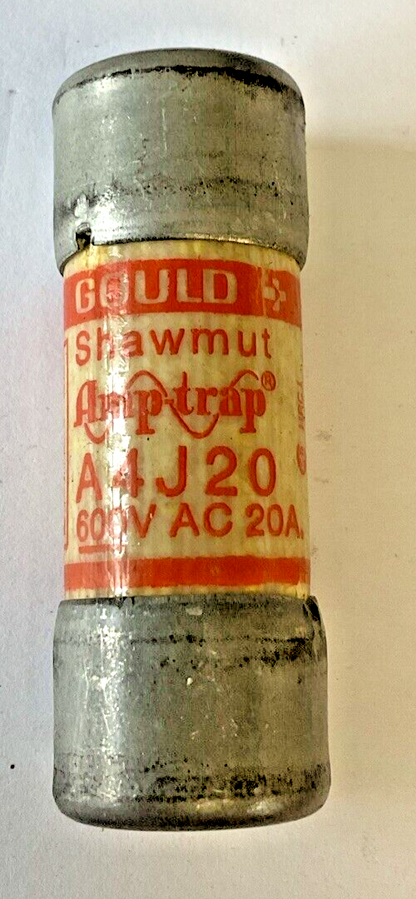 GOULD
Shawmut
Amp-trap®
A4J20
600V AC 20A.